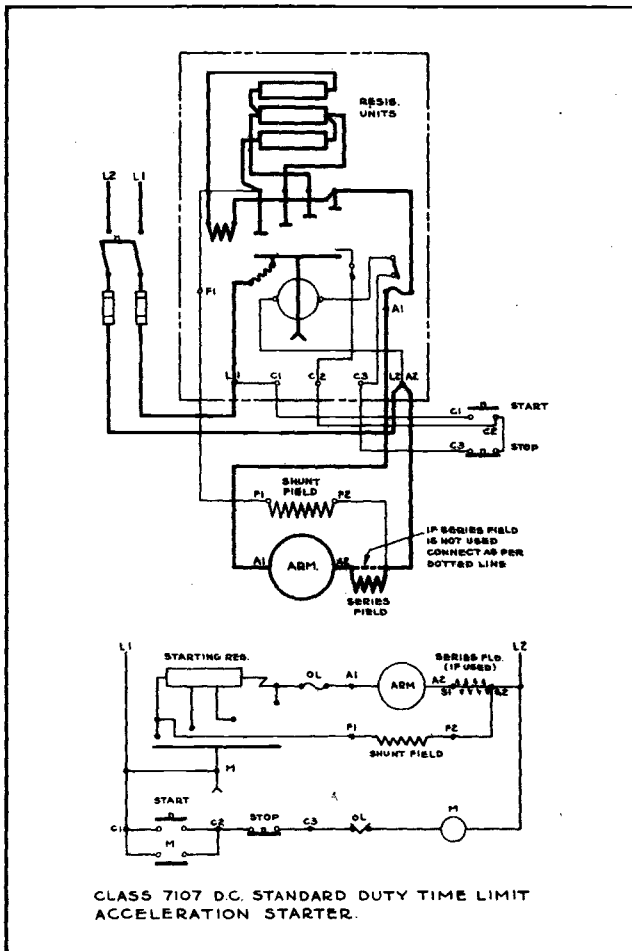 RESIS.
UNITS
L2 L1
F1
A1
L1 C1 C2 C3 L2 A2
C1 START
C2
C3 STOP
SHUNT
FIELD
F1 F2
IF SERIES FIELD
IS NOT USED
CONNECT AS PER
DOTTED LINE
A1 ARM. A2
SERIES
FIELD
L1 L2
STARTING RES.
SERIES FLD.
(IF USED)
OL A1 ARM A2 S1 S2
F1 F2
SHUNT FIELD
M
START
C1 C2 STOP C3 OL M
M
CLASS 7107 D.C. STANDARD DUTY TIME LIMIT
ACCELERATION STARTER.